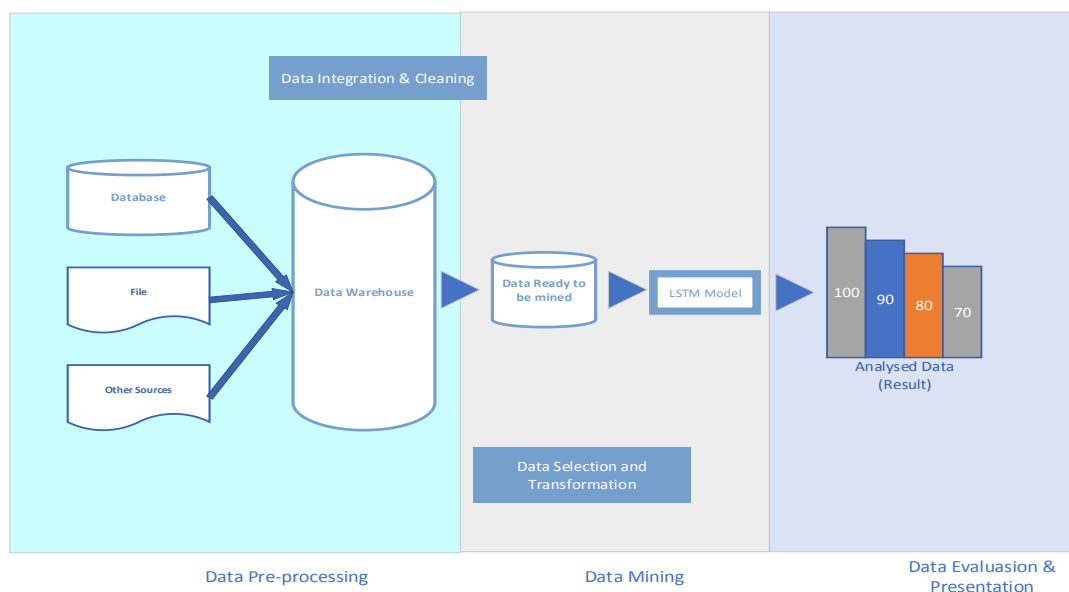 Data Integration & Cleaning
Database
File
Other Sources
Data Warehouse
Data Ready to
be mined
LSTM Model
Data Selection and
Transformation
100
90
80
70
Analysed Data
(Result)
Data Pre-processing
Data Mining
Data Evaluasion &
Presentation